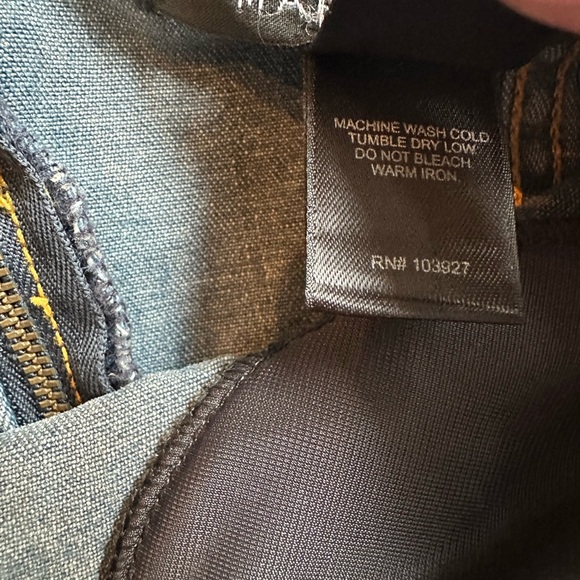 MACHINE WASH COLD
TUMBLE DRY LOW
DO NOT BLEACH
WARM IRON.
RN# 103927